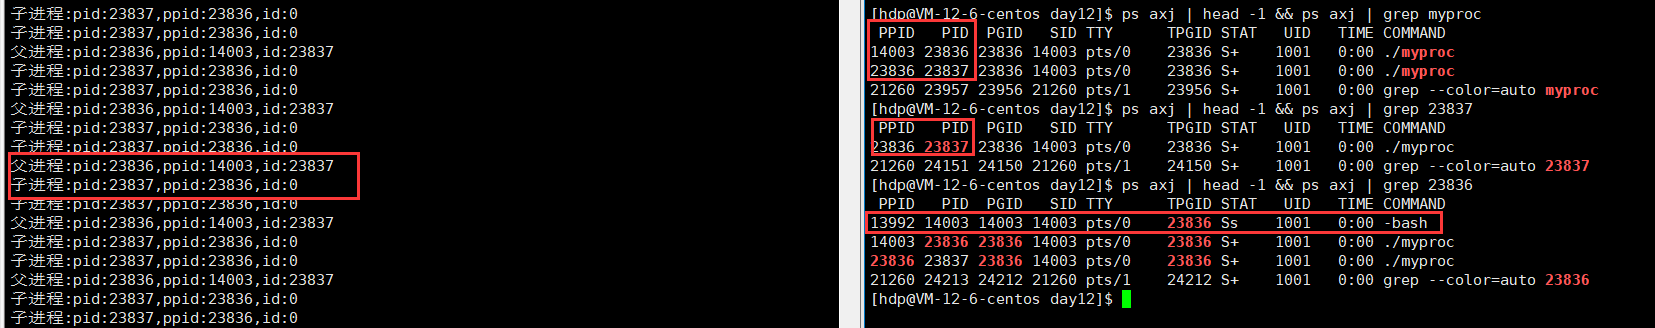 子进程:pid:23837,ppid:23836,id:0
子进程:pid:23837,ppid:23836,id:0
父进程:pid:23836,ppid:14003,id:23837
子进程:pid:23837,ppid:23836,id:0
子进程:pid:23837,ppid:23836,id:0
父进程:pid:23836,ppid:14003,id:23837
子进程:pid:23837,ppid:23836,id:0
子进程:pid:23837,ppid:23836,id:0
父进程:pid:23836,ppid:14003,id:23837
子进程:pid:23837,ppid:23836,id:0
子进程:pid:23837,ppid:23836,id:0
父进程:pid:23836,ppid:14003,id:23837
子进程:pid:23837,ppid:23836,id:0
子进程:pid:23837,ppid:23836,id:0
父进程:pid:23836,ppid:14003,id:23837
子进程:pid:23837,ppid:23836,id:0
子进程:pid:23837,ppid:23836,id:0
[hdp@VM-12-6-centos day12]$ ps axj | head -1 && ps axj | grep myproc
PPID PID PGID SID TTY TPGID STAT UID TIME COMMAND
14003 23836 23836 14003 pts/0 23836 S+ 1001 0:00 ./myproc
23836 23837 23836 14003 pts/0 23836 S+ 1001 0:00 ./myproc
21260 23957 23956 21260 pts/1 23956 S+ 1001 0:00 grep --color=auto myproc
[hdp@VM-12-6-centos day12]$ ps axj | head -1 && ps axj | grep 23837
PPID PID PGID SID TTY TPGID STAT UID TIME COMMAND
23836 23837 23836 14003 pts/0 23836 S+ 1001 0:00 ./myproc
21260 24151 24150 21260 pts/1 24150 S+ 1001 0:00 grep --color=auto 23837
[hdp@VM-12-6-centos day12]$ ps axj | head -1 && ps axj | grep 23836
PPID PID PGID SID TTY TPGID STAT UID TIME COMMAND
13992 14003 14003 14003 pts/0 23836 Ss 1001 0:00 -bash
14003 23836 23836 14003 pts/0 23836 S+ 1001 0:00 ./myproc
23836 23837 23836 14003 pts/0 23836 S+ 1001 0:00 ./myproc
21260 24213 24212 21260 pts/1 24212 S+ 1001 0:00 grep --color=auto 23836
[hdp@VM-12-6-centos day12]$